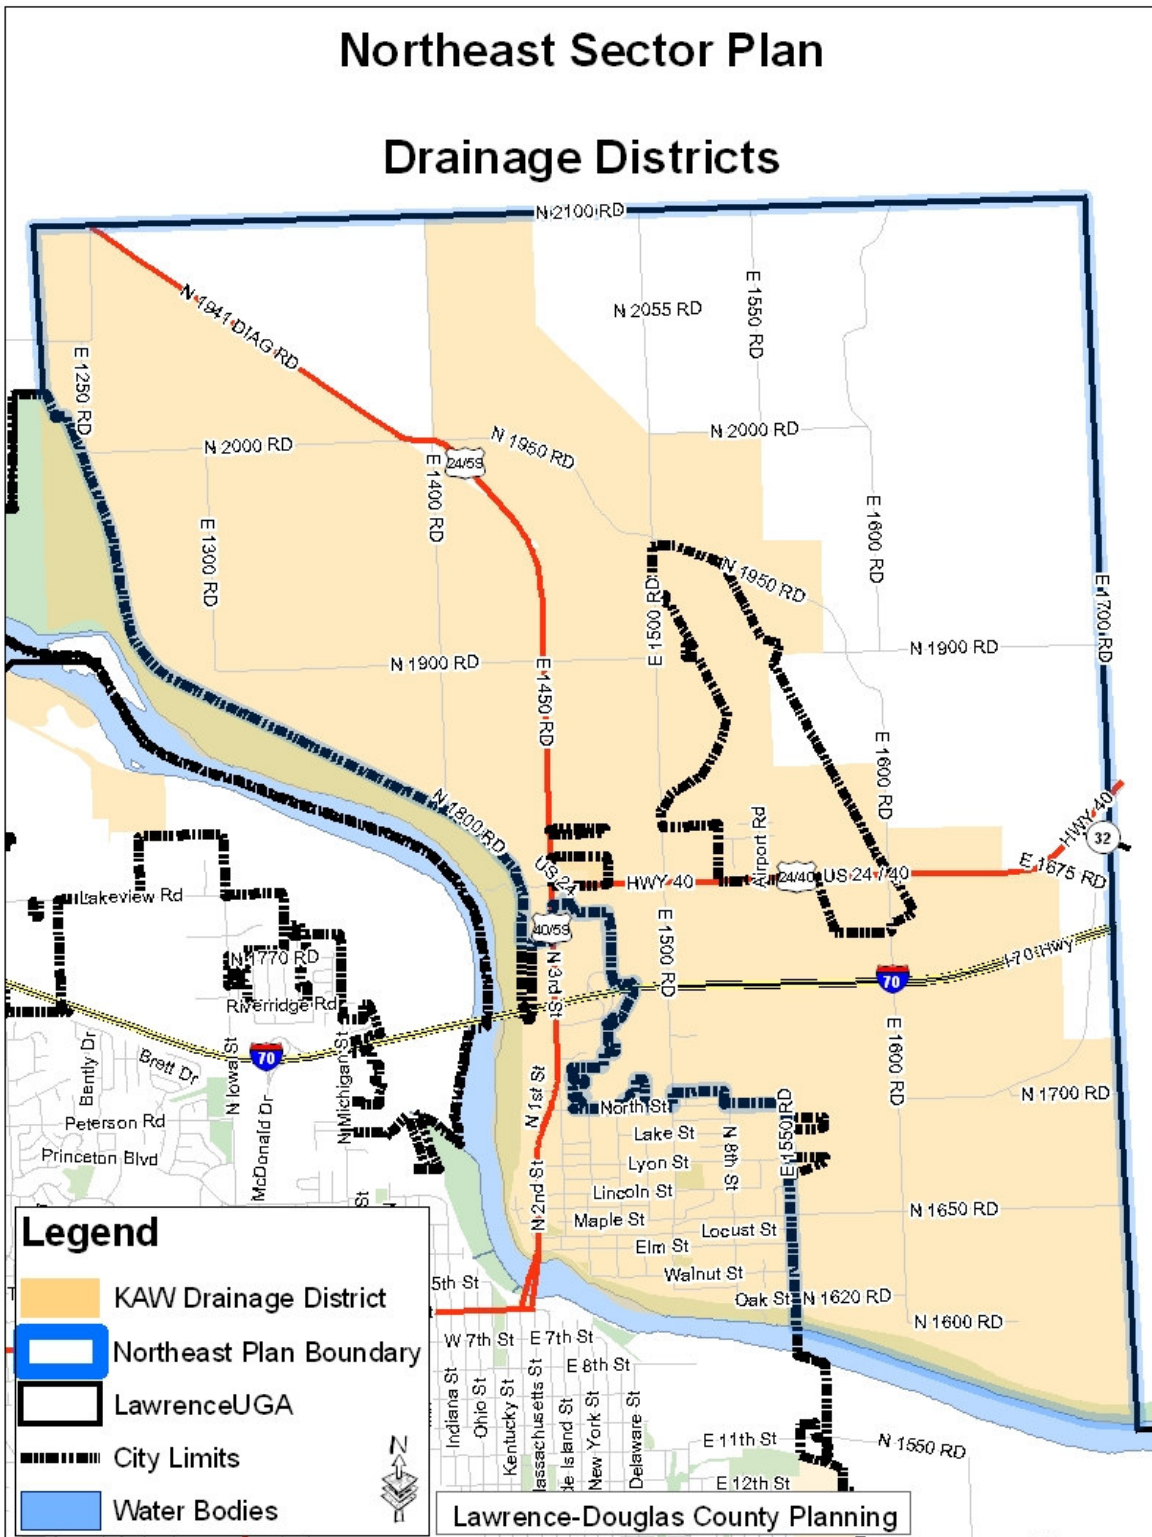 Northeast Sector Plan
Drainage Districts
N 2100 RD
N 1941 DIAG RD
N 2055 RD
E 1550 RD
E 1250 RD
N 2000 RD
N 1950 RD
N 2000 RD
24/59
E 1400 RD
E 1300 RD
E 1600 RD
N 1950 RD
E 1500 RD
E 1700 RD
N 1900 RD
N 1900 RD
E 1450 RD
E 1600 RD
N 1800 RD
Airport Rd
HWY 40
32
US 24
HWY 40
24/40
US 24 / 40
E 1675 RD
Lakeview Rd
40/59
E 1500 RD
N 1770 RD
N 3rd St
I-70 Hwy
70
Riverridge Rd
Bently Dr
Brett Dr
70
N Iowa St
N Michigan St
E 1600 RD
McDonald Dr
N 1st St
N 1700 RD
Peterson Rd
North St
E 1550 RD
Lake St
N 8th St
Princeton Blvd
Lyon St
N 2nd St
Lincoln St
St
Maple St
Locust St
N 1650 RD
Elm St
Walnut St
5th St
Oak St
N 1620 RD
N 1600 RD
W 7th St
E 7th St
E 8th St
Indiana St
Ohio St
Kentucky St
assachusetts St
de Island St
New York St
Delaware St
E 11th St
N 1550 RD
E 12th St
Legend
KAW Drainage District
Northeast Plan Boundary
LawrenceUGA
City Limits
Water Bodies
N
Lawrence-Douglas County Planning